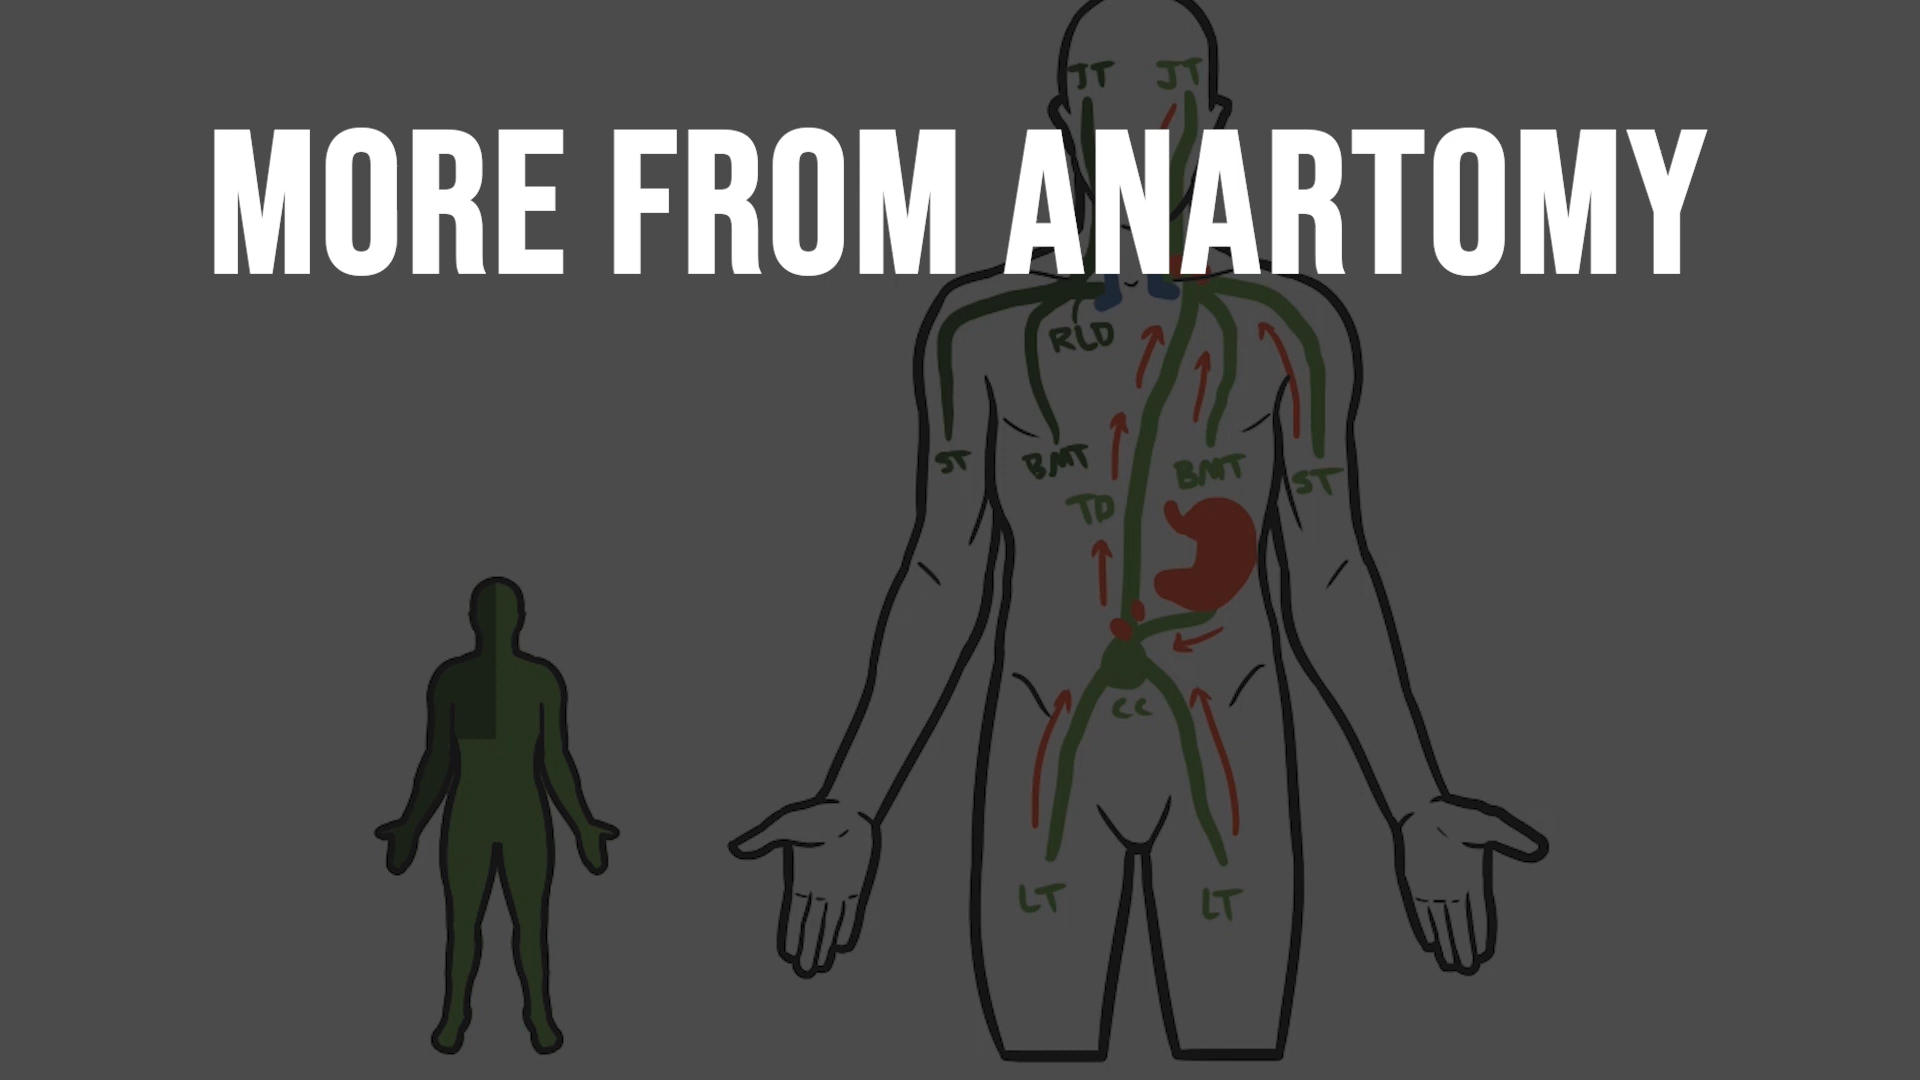 JT JT
MORE FROM ANARTOMY
RLD
ST BMT BMT ST
TD
CC
LT LT